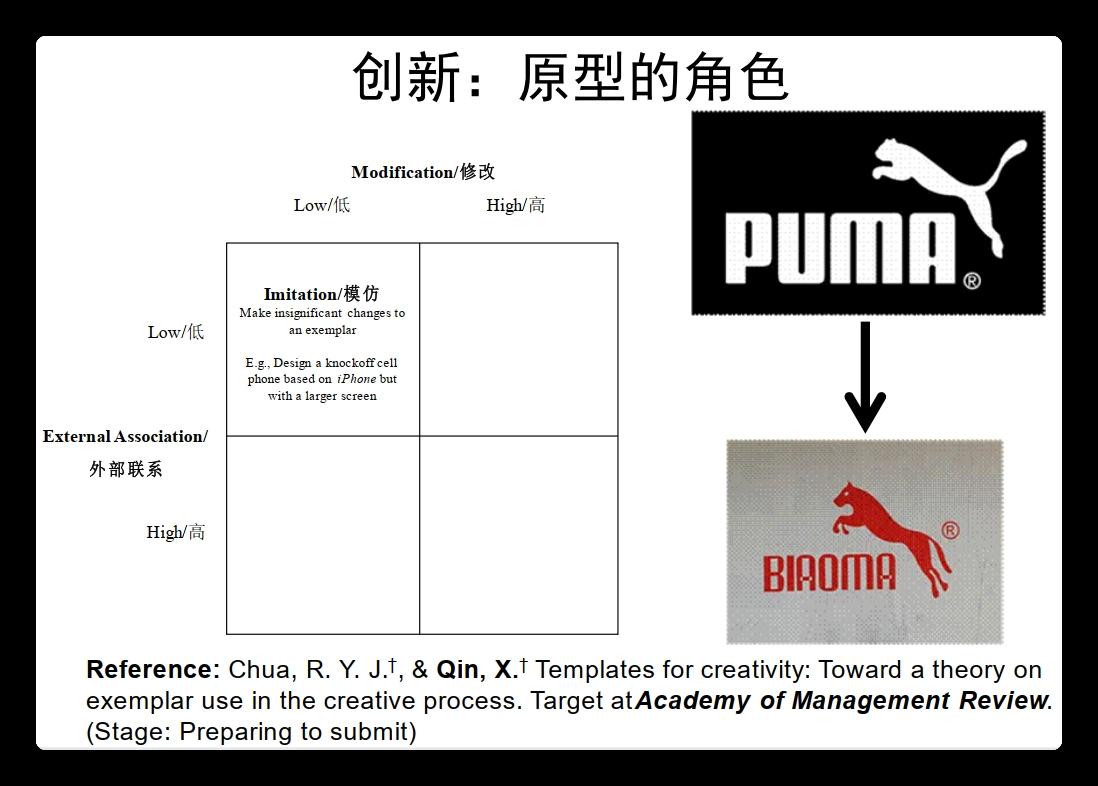 创新：原型的角色
PUMA
®
Modification/修改
Low/低
High/高
Imitation/模仿
Make insignificant changes to
an exemplar
E.g., Design a knockoff cell
phone based on iPhone but
with a larger screen
Low/低
External Association/
外部联系
High/高
BIAOMA
®
Reference: Chua, R. Y. J.†, & Qin, X.† Templates for creativity: Toward a theory on
exemplar use in the creative process. Target at Academy of Management Review.
(Stage: Preparing to submit)